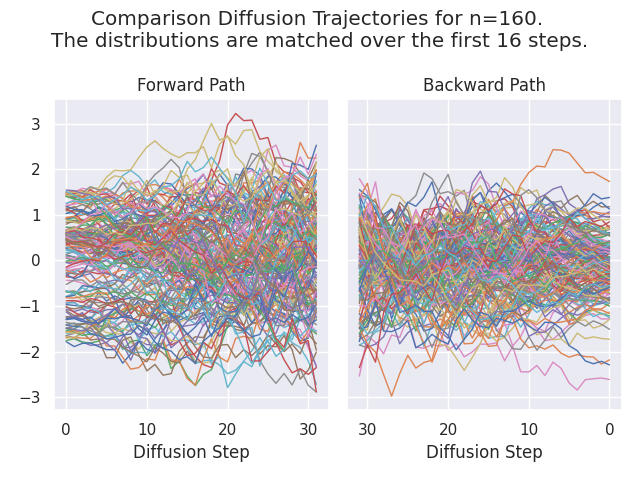 Comparison Diffusion Trajectories for n=160.
The distributions are matched over the first 16 steps.
Forward Path
Backward Path
3
2
1
0
−1
−2
−3
0
10
20
30
30
20
10
0
Diffusion Step
Diffusion Step